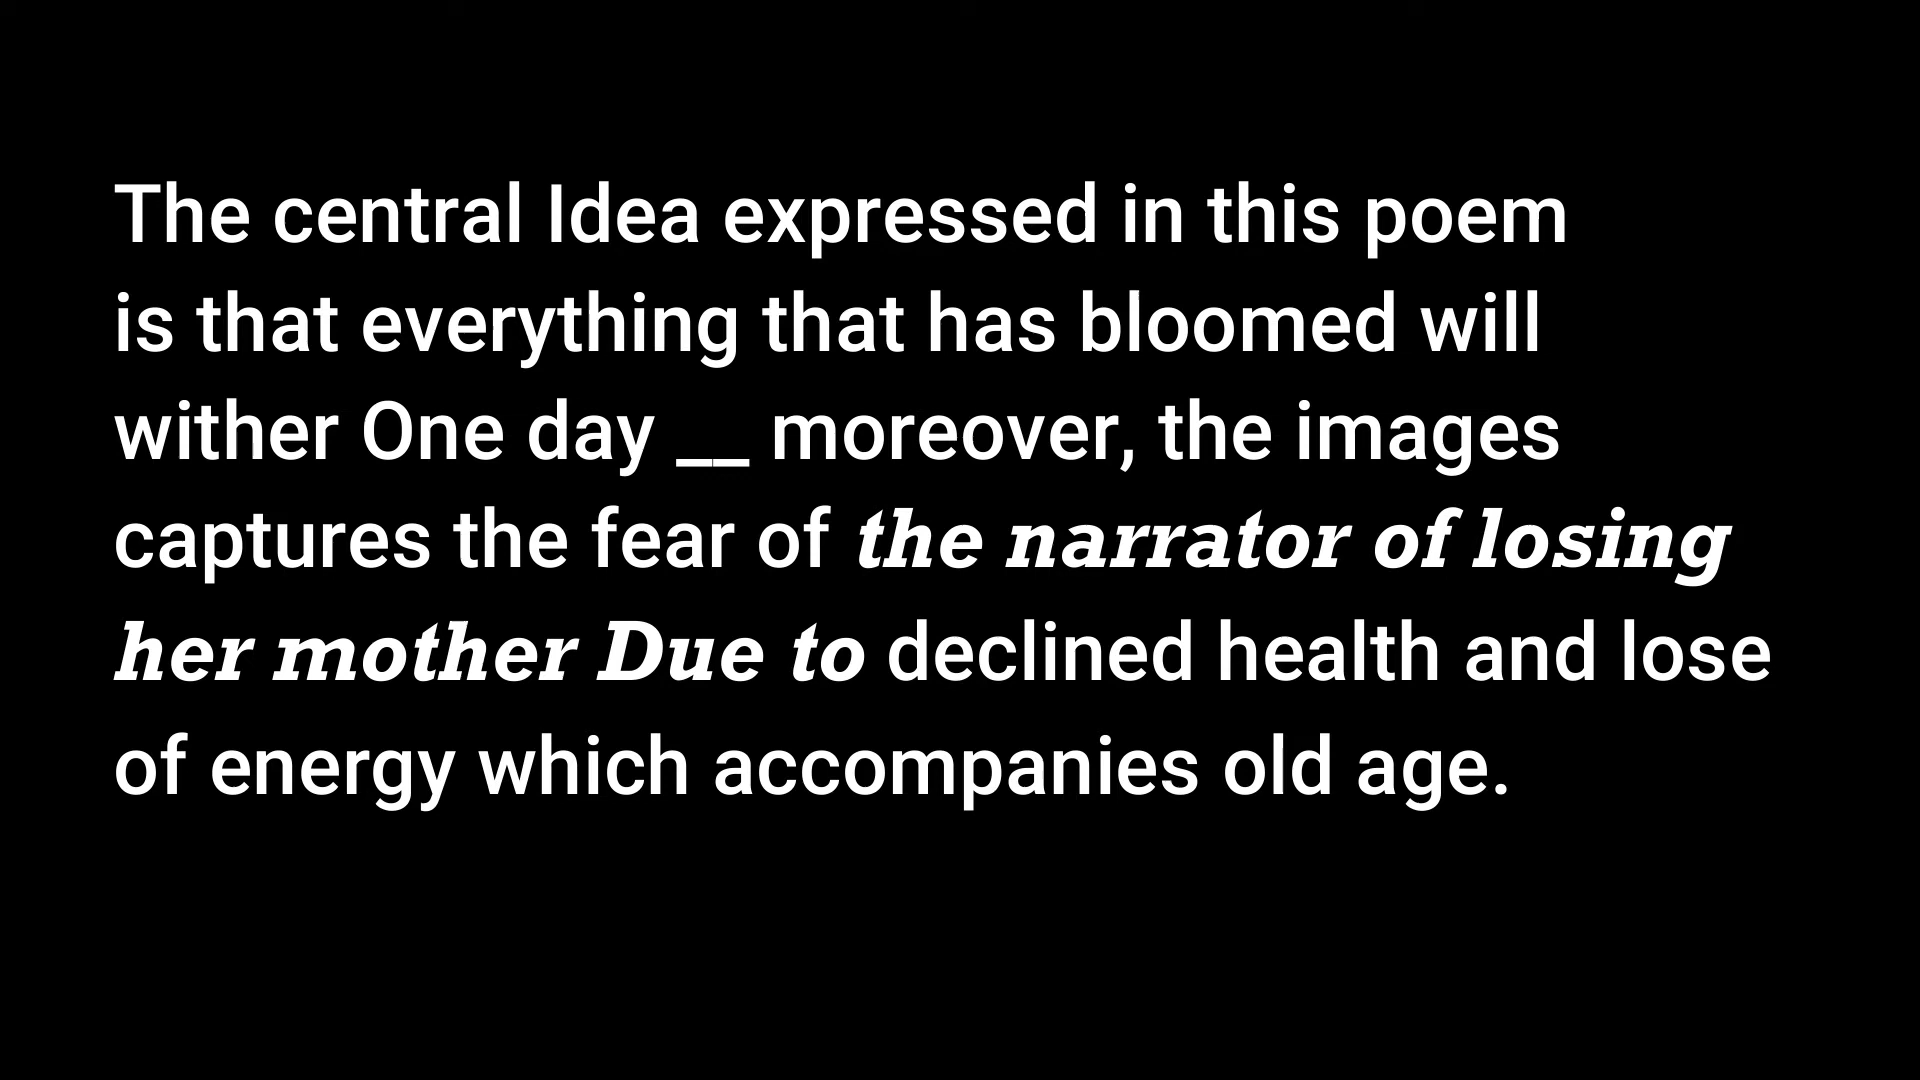 The central Idea expressed in this poem
is that everything that has bloomed will
wither One day __ moreover, the images
captures the fear of the narrator of losing
her mother Due to declined health and lose
of energy which accompanies old age.